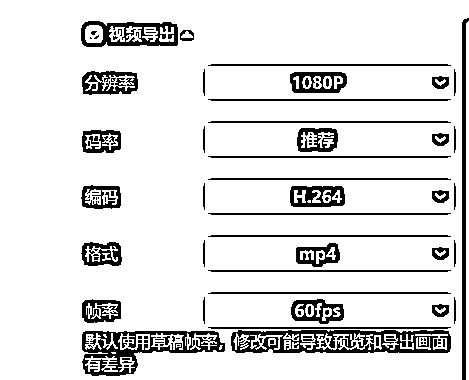 视频导出
分辨率 1080P
码率 推荐
编码 H.264
格式 mp4
帧率 60fps
默认使用草稿帧率，修改可能导致预览和导出画面
有差异